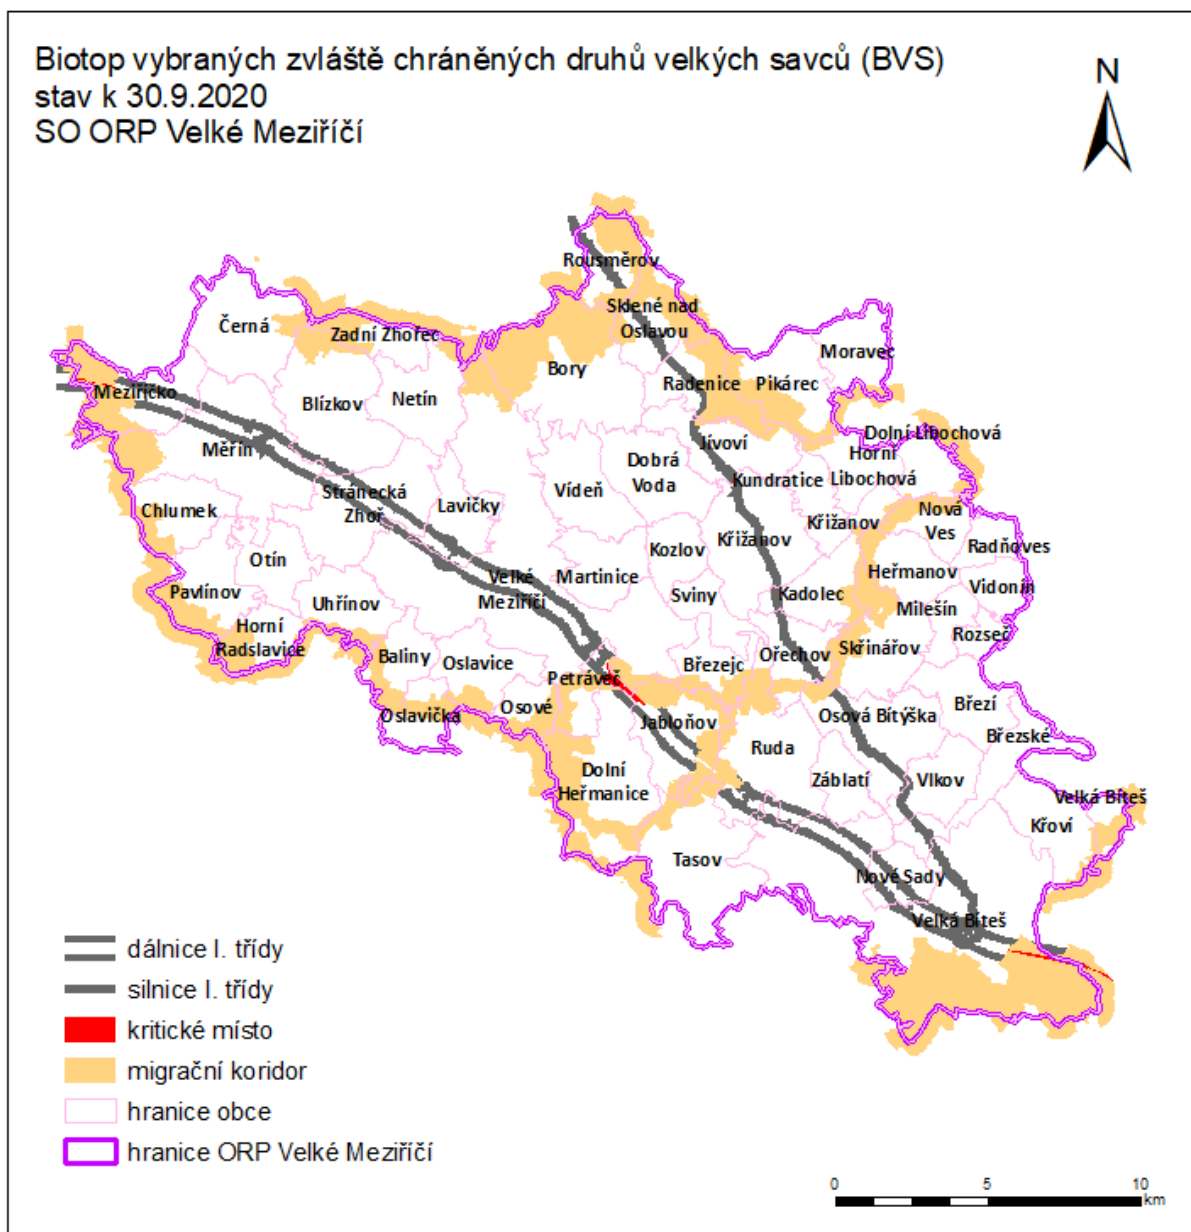 Biotop vybraných zvláště chráněných druhů velkých savců (BVS)
stav k 30.9.2020
SO ORP Velké Meziříčí
N
Rousměrov
Sklené nad
Oslavou
Černá
Zadní Zhořec
Moravec
Bory
Radenice
Pikárec
Meziříčko
Blízkov
Netín
Dolní Libochová
Jívoví
Měřín
Horní
Libochová
Dobrá
Voda
Kundratice
Stránecká
Zhoř
Vídeň
Lavičky
Chlumek
Nová
Ves
Křižanov
Křižanov
Radňoves
Kozlov
Otín
Heřmanov
Velké
Meziříčí
Martinice
Vidonín
Pavlínov
Sviny
Kadolec
Uhřínov
Milešín
Horní
Radslavice
Rozseč
Skřinářov
Baliny
Oslavice
Březejc
Ořechov
Petráveč
Osové
Oslavička
Jabloňov
Osová Bítýška
Březí
Březské
Ruda
Dolní
Heřmanice
Záblatí
Vlkov
Velká Bíteš
Křoví
Tasov
Nové Sady
Velká Bíteš
dálnice I. třídy
silnice I. třídy
kritické místo
migrační koridor
hranice obce
hranice ORP Velké Meziříčí
0 5 10
km